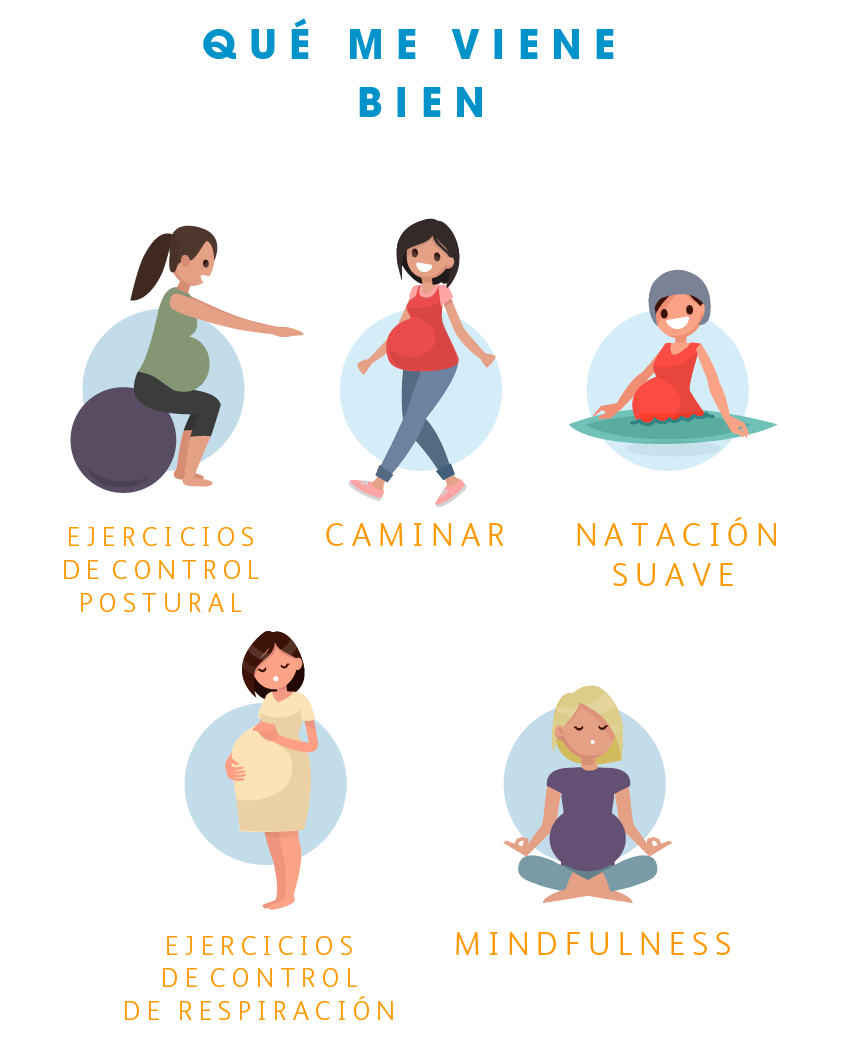 QUÉ ME VIENE
BIEN
EJERCICIOS
DE CONTROL
POSTURAL
CAMINAR
NATACIÓN
SUAVE
EJERCICIOS
DE CONTROL
DE RESPIRACIÓN
MINDFULNESS